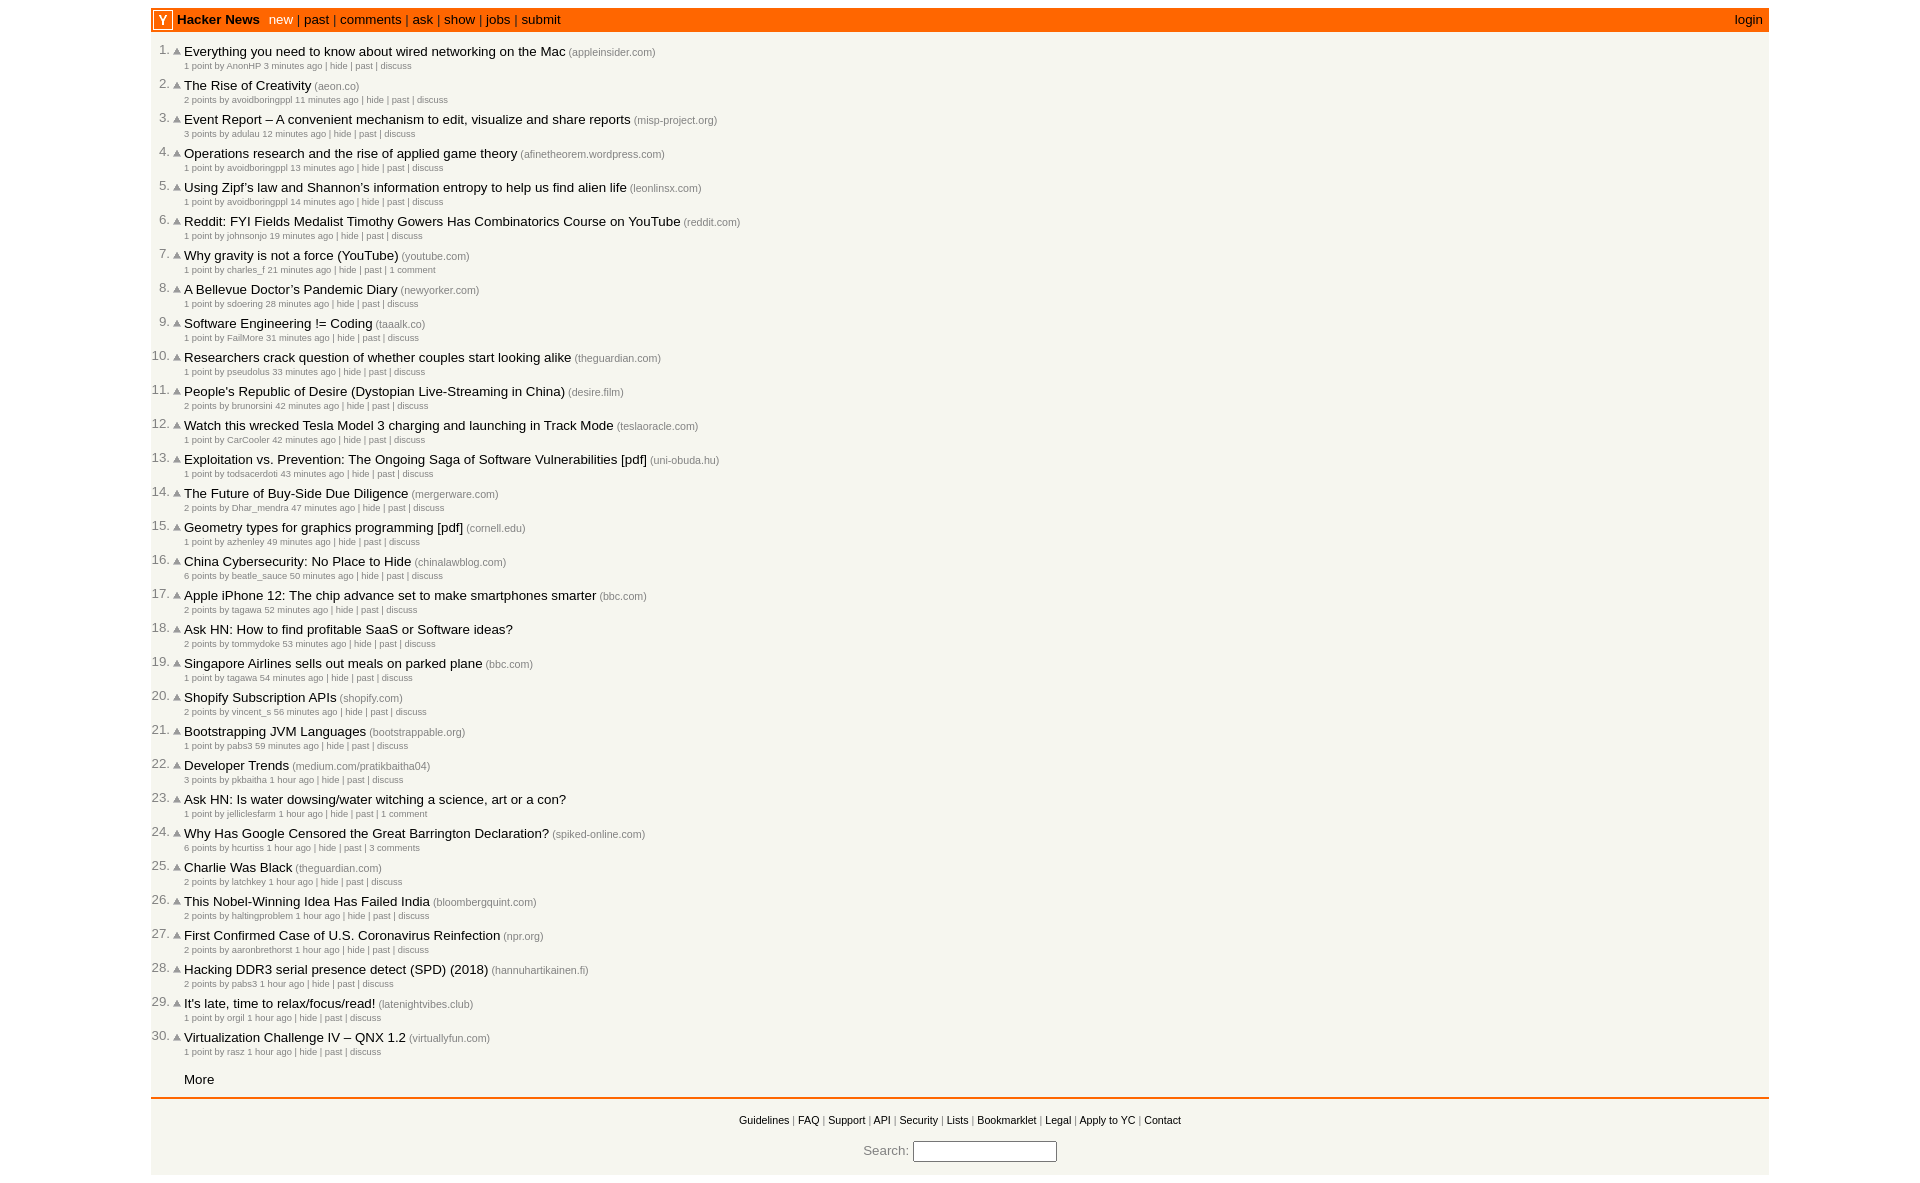 Y Hacker News new | past | comments | ask | show | jobs | submit login
1. Everything you need to know about wired networking on the Mac (appleinsider.com)
1 point by AnonHP 3 minutes ago | hide | past | discuss
2. The Rise of Creativity (aeon.co)
2 points by avoidboringppl 11 minutes ago | hide | past | discuss
3. Event Report – A convenient mechanism to edit, visualize and share reports (misp-project.org)
3 points by adulau 12 minutes ago | hide | past | discuss
4. Operations research and the rise of applied game theory (afinetheorem.wordpress.com)
1 point by avoidboringppl 13 minutes ago | hide | past | discuss
5. Using Zipf’s law and Shannon’s information entropy to help us find alien life (leonlinsx.com)
1 point by avoidboringppl 14 minutes ago | hide | past | discuss
6. Reddit: FYI Fields Medalist Timothy Gowers Has Combinatorics Course on YouTube (reddit.com)
1 point by johnsonjo 19 minutes ago | hide | past | discuss
7. Why gravity is not a force (YouTube) (youtube.com)
1 point by charles_f 21 minutes ago | hide | past | 1 comment
8. A Bellevue Doctor’s Pandemic Diary (newyorker.com)
1 point by sdoering 28 minutes ago | hide | past | discuss
9. Software Engineering != Coding (taaalk.co)
1 point by FailMore 31 minutes ago | hide | past | discuss
10. Researchers crack question of whether couples start looking alike (theguardian.com)
1 point by pseudolus 33 minutes ago | hide | past | discuss
11. People's Republic of Desire (Dystopian Live-Streaming in China) (desire.film)
2 points by brunorsini 42 minutes ago | hide | past | discuss
12. Watch this wrecked Tesla Model 3 charging and launching in Track Mode (teslaoracle.com)
1 point by CarCooler 42 minutes ago | hide | past | discuss
13. Exploitation vs. Prevention: The Ongoing Saga of Software Vulnerabilities [pdf] (uni-obuda.hu)
1 point by todsacerdoti 43 minutes ago | hide | past | discuss
14. The Future of Buy-Side Due Diligence (mergerware.com)
2 points by Dhar_mendra 47 minutes ago | hide | past | discuss
15. Geometry types for graphics programming [pdf] (cornell.edu)
1 point by azhenley 49 minutes ago | hide | past | discuss
16. China Cybersecurity: No Place to Hide (chinalawblog.com)
6 points by beatle_sauce 50 minutes ago | hide | past | discuss
17. Apple iPhone 12: The chip advance set to make smartphones smarter (bbc.com)
2 points by tagawa 52 minutes ago | hide | past | discuss
18. Ask HN: How to find profitable SaaS or Software ideas?
2 points by tommydoke 53 minutes ago | hide | past | discuss
19. Singapore Airlines sells out meals on parked plane (bbc.com)
1 point by tagawa 54 minutes ago | hide | past | discuss
20. Shopify Subscription APIs (shopify.com)
2 points by vincent_s 56 minutes ago | hide | past | discuss
21. Bootstrapping JVM Languages (bootstrappable.org)
1 point by pabs3 59 minutes ago | hide | past | discuss
22. Developer Trends (medium.com/pratikbaitha04)
3 points by pkbaitha 1 hour ago | hide | past | discuss
23. Ask HN: Is water dowsing/water witching a science, art or a con?
1 point by jelliclesfarm 1 hour ago | hide | past | 1 comment
24. Why Has Google Censored the Great Barrington Declaration? (spiked-online.com)
6 points by hcurtiss 1 hour ago | hide | past | 3 comments
25. Charlie Was Black (theguardian.com)
2 points by latchkey 1 hour ago | hide | past | discuss
26. This Nobel-Winning Idea Has Failed India (bloombergquint.com)
2 points by haltingproblem 1 hour ago | hide | past | discuss
27. First Confirmed Case of U.S. Coronavirus Reinfection (npr.org)
2 points by aaronbrethorst 1 hour ago | hide | past | discuss
28. Hacking DDR3 serial presence detect (SPD) (2018) (hannuhartikainen.fi)
2 points by pabs3 1 hour ago | hide | past | discuss
29. It's late, time to relax/focus/read! (latenightvibes.club)
1 point by orgil 1 hour ago | hide | past | discuss
30. Virtualization Challenge IV – QNX 1.2 (virtuallyfun.com)
1 point by rasz 1 hour ago | hide | past | discuss
More
Guidelines | FAQ | Support | API | Security | Lists | Bookmarklet | Legal | Apply to YC | Contact
Search: